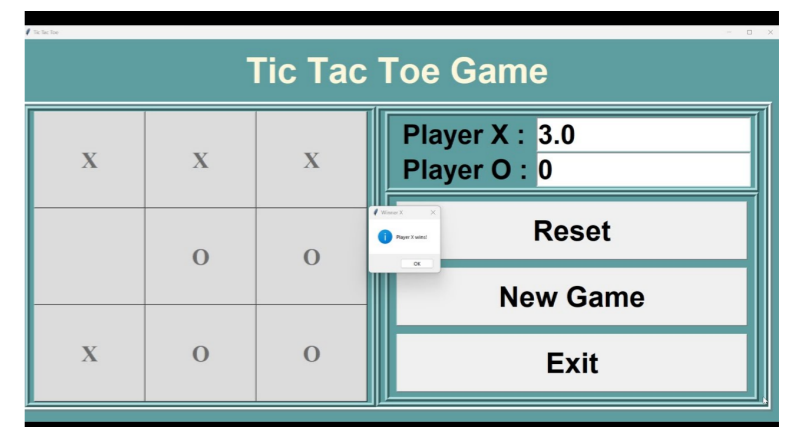 Tic Tac Toe
Tic Tac Toe Game
X X X
O O
X O O
Player X : 3.0
Player O : 0
Winner X
Player X wins!
OK
Reset
New Game
Exit